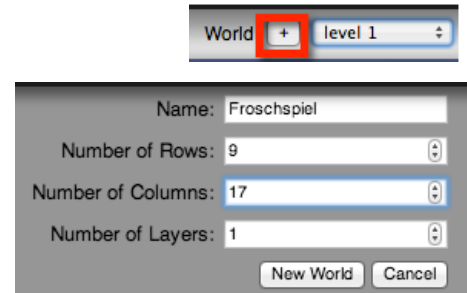 World + level 1
Name: Froschspiel
Number of Rows: 9
Number of Columns: 17
Number of Layers: 1
New World Cancel